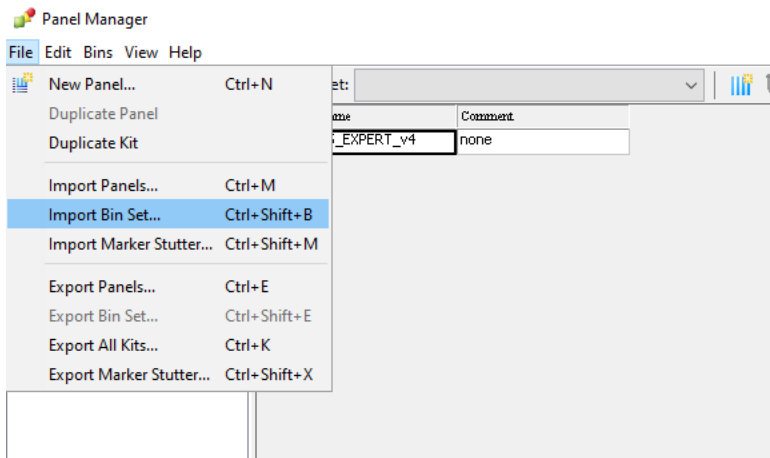 Panel Manager
File Edit Bins View Help
New Panel... Ctrl+N
Duplicate Panel
Duplicate Kit
Import Panels... Ctrl+M
Import Bin Set... Ctrl+Shift+B
Import Marker Stutter... Ctrl+Shift+M
Export Panels... Ctrl+E
Export Bin Set... Ctrl+Shift+E
Export All Kits... Ctrl+K
Export Marker Stutter... Ctrl+Shift+X
et:
ame Comment
_EXPERT_v4 none